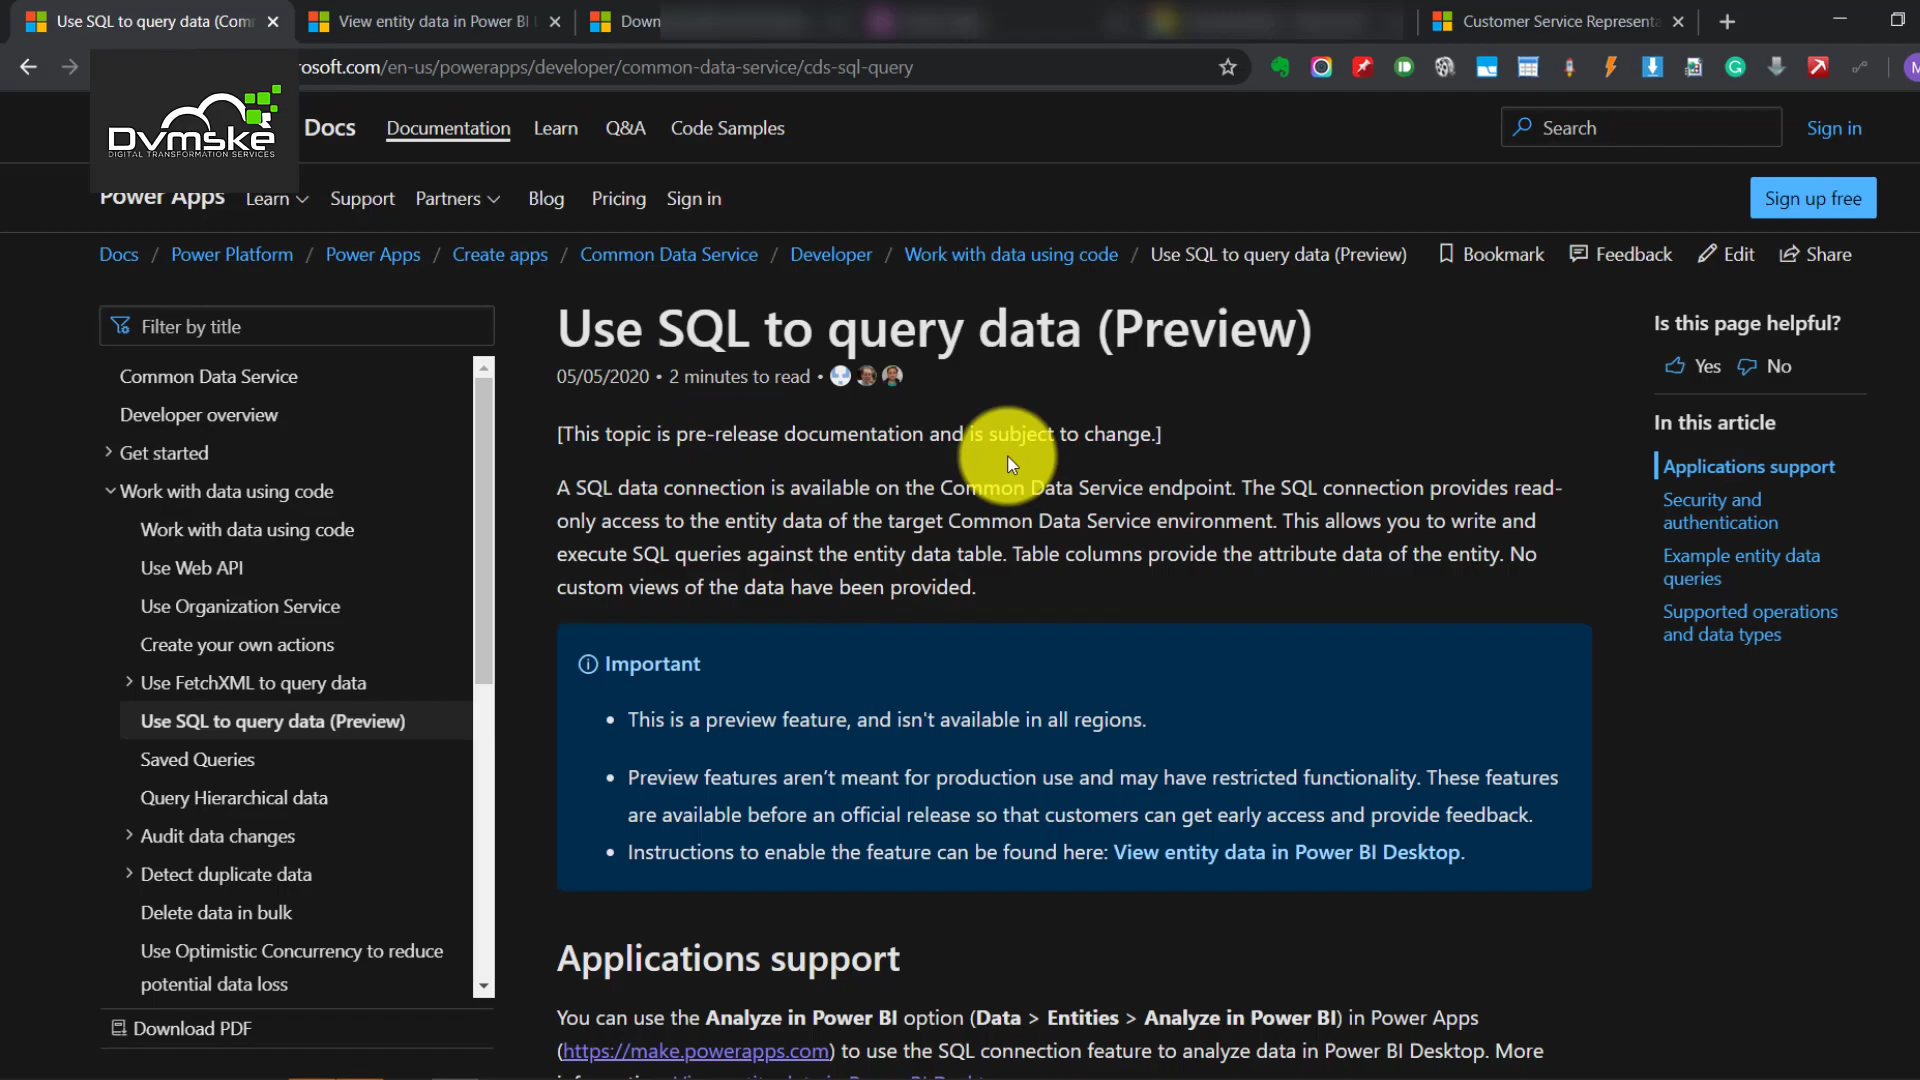 Use SQL to query data (Com
View entity data in Power BI
Down
Customer Service Representa
rosoft.com/en-us/powerapps/developer/common-data-service/cds-sql-query
Dvmske
DIGITAL TRANSFORMATION SERVICES
Docs
Documentation
Learn
Q&A
Code Samples
Search
Sign in
Power Apps
Learn
Support
Partners
Blog
Pricing
Sign in
Sign up free
Docs / Power Platform / Power Apps / Create apps / Common Data Service / Developer / Work with data using code / Use SQL to query data (Preview)
Bookmark
Feedback
Edit
Share
Filter by title
Common Data Service
Developer overview
Get started
Work with data using code
Work with data using code
Use Web API
Use Organization Service
Create your own actions
Use FetchXML to query data
Use SQL to query data (Preview)
Saved Queries
Query Hierarchical data
Audit data changes
Detect duplicate data
Delete data in bulk
Use Optimistic Concurrency to reduce
potential data loss
Download PDF
Use SQL to query data (Preview)
05/05/2020 • 2 minutes to read •
[This topic is pre-release documentation and is subject to change.]
A SQL data connection is available on the Common Data Service endpoint. The SQL connection provides read-
only access to the entity data of the target Common Data Service environment. This allows you to write and
execute SQL queries against the entity data table. Table columns provide the attribute data of the entity. No
custom views of the data have been provided.
Important
• This is a preview feature, and isn't available in all regions.
• Preview features aren't meant for production use and may have restricted functionality. These features
are available before an official release so that customers can get early access and provide feedback.
• Instructions to enable the feature can be found here: View entity data in Power BI Desktop.
Applications support
You can use the Analyze in Power BI option (Data > Entities > Analyze in Power BI) in Power Apps
(https://make.powerapps.com) to use the SQL connection feature to analyze data in Power BI Desktop. More
Is this page helpful?
Yes
No
In this article
Applications support
Security and
authentication
Example entity data
queries
Supported operations
and data types